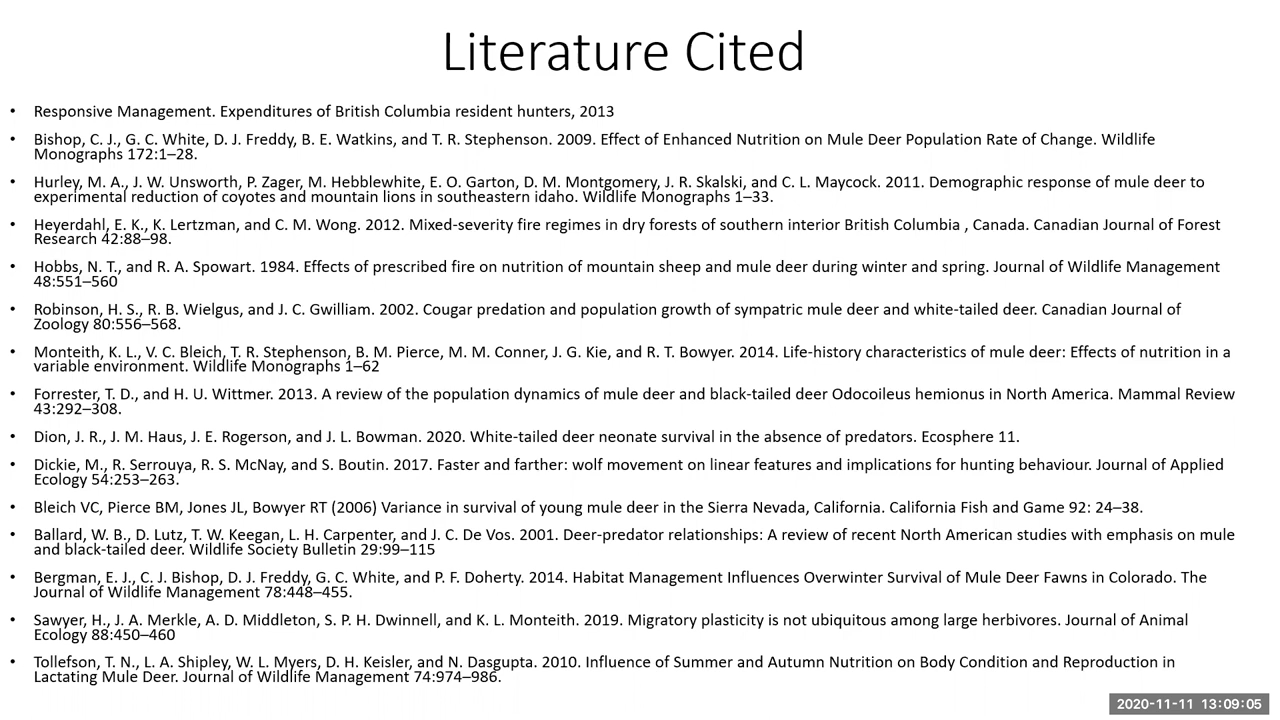 Literature Cited
• Responsive Management. Expenditures of British Columbia resident hunters, 2013
• Bishop, C. J., G. C. White, D. J. Freddy, B. E. Watkins, and T. R. Stephenson. 2009. Effect of Enhanced Nutrition on Mule Deer Population Rate of Change. Wildlife
Monographs 172:1–28.
• Hurley, M. A., J. W. Unsworth, P. Zager, M. Hebblewhite, E. O. Garton, D. M. Montgomery, J. R. Skalski, and C. L. Maycock. 2011. Demographic response of mule deer to
experimental reduction of coyotes and mountain lions in southeastern idaho. Wildlife Monographs 1–33.
• Heyerdahl, E. K., K. Lertzman, and C. M. Wong. 2012. Mixed-severity fire regimes in dry forests of southern interior British Columbia , Canada. Canadian Journal of Forest
Research 42:88–98.
• Hobbs, N. T., and R. A. Spowart. 1984. Effects of prescribed fire on nutrition of mountain sheep and mule deer during winter and spring. Journal of Wildlife Management
48:551–560
• Robinson, H. S., R. B. Wielgus, and J. C. Gwilliam. 2002. Cougar predation and population growth of sympatric mule deer and white-tailed deer. Canadian Journal of
Zoology 80:556–568.
• Monteith, K. L., V. C. Bleich, T. R. Stephenson, B. M. Pierce, M. M. Conner, J. G. Kie, and R. T. Bowyer. 2014. Life-history characteristics of mule deer: Effects of nutrition in a
variable environment. Wildlife Monographs 1–62
• Forrester, T. D., and H. U. Wittmer. 2013. A review of the population dynamics of mule deer and black-tailed deer Odocoileus hemionus in North America. Mammal Review
43:292–308.
• Dion, J. R., J. M. Haus, J. E. Rogerson, and J. L. Bowman. 2020. White-tailed deer neonate survival in the absence of predators. Ecosphere 11.
• Dickie, M., R. Serrouya, R. S. McNay, and S. Boutin. 2017. Faster and farther: wolf movement on linear features and implications for hunting behaviour. Journal of Applied
Ecology 54:253–263.
• Bleich VC, Pierce BM, Jones JL, Bowyer RT (2006) Variance in survival of young mule deer in the Sierra Nevada, California. California Fish and Game 92: 24–38.
• Ballard, W. B., D. Lutz, T. W. Keegan, L. H. Carpenter, and J. C. De Vos. 2001. Deer-predator relationships: A review of recent North American studies with emphasis on mule
and black-tailed deer. Wildlife Society Bulletin 29:99–115
• Bergman, E. J., C. J. Bishop, D. J. Freddy, G. C. White, and P. F. Doherty. 2014. Habitat Management Influences Overwinter Survival of Mule Deer Fawns in Colorado. The
Journal of Wildlife Management 78:448–455.
• Sawyer, H., J. A. Merkle, A. D. Middleton, S. P. H. Dwinnell, and K. L. Monteith. 2019. Migratory plasticity is not ubiquitous among large herbivores. Journal of Animal
Ecology 88:450–460
• Tollefson, T. N., L. A. Shipley, W. L. Myers, D. H. Keisler, and N. Dasgupta. 2010. Influence of Summer and Autumn Nutrition on Body Condition and Reproduction in
Lactating Mule Deer. Journal of Wildlife Management 74:974–986.
2020-11-11 13:09:05